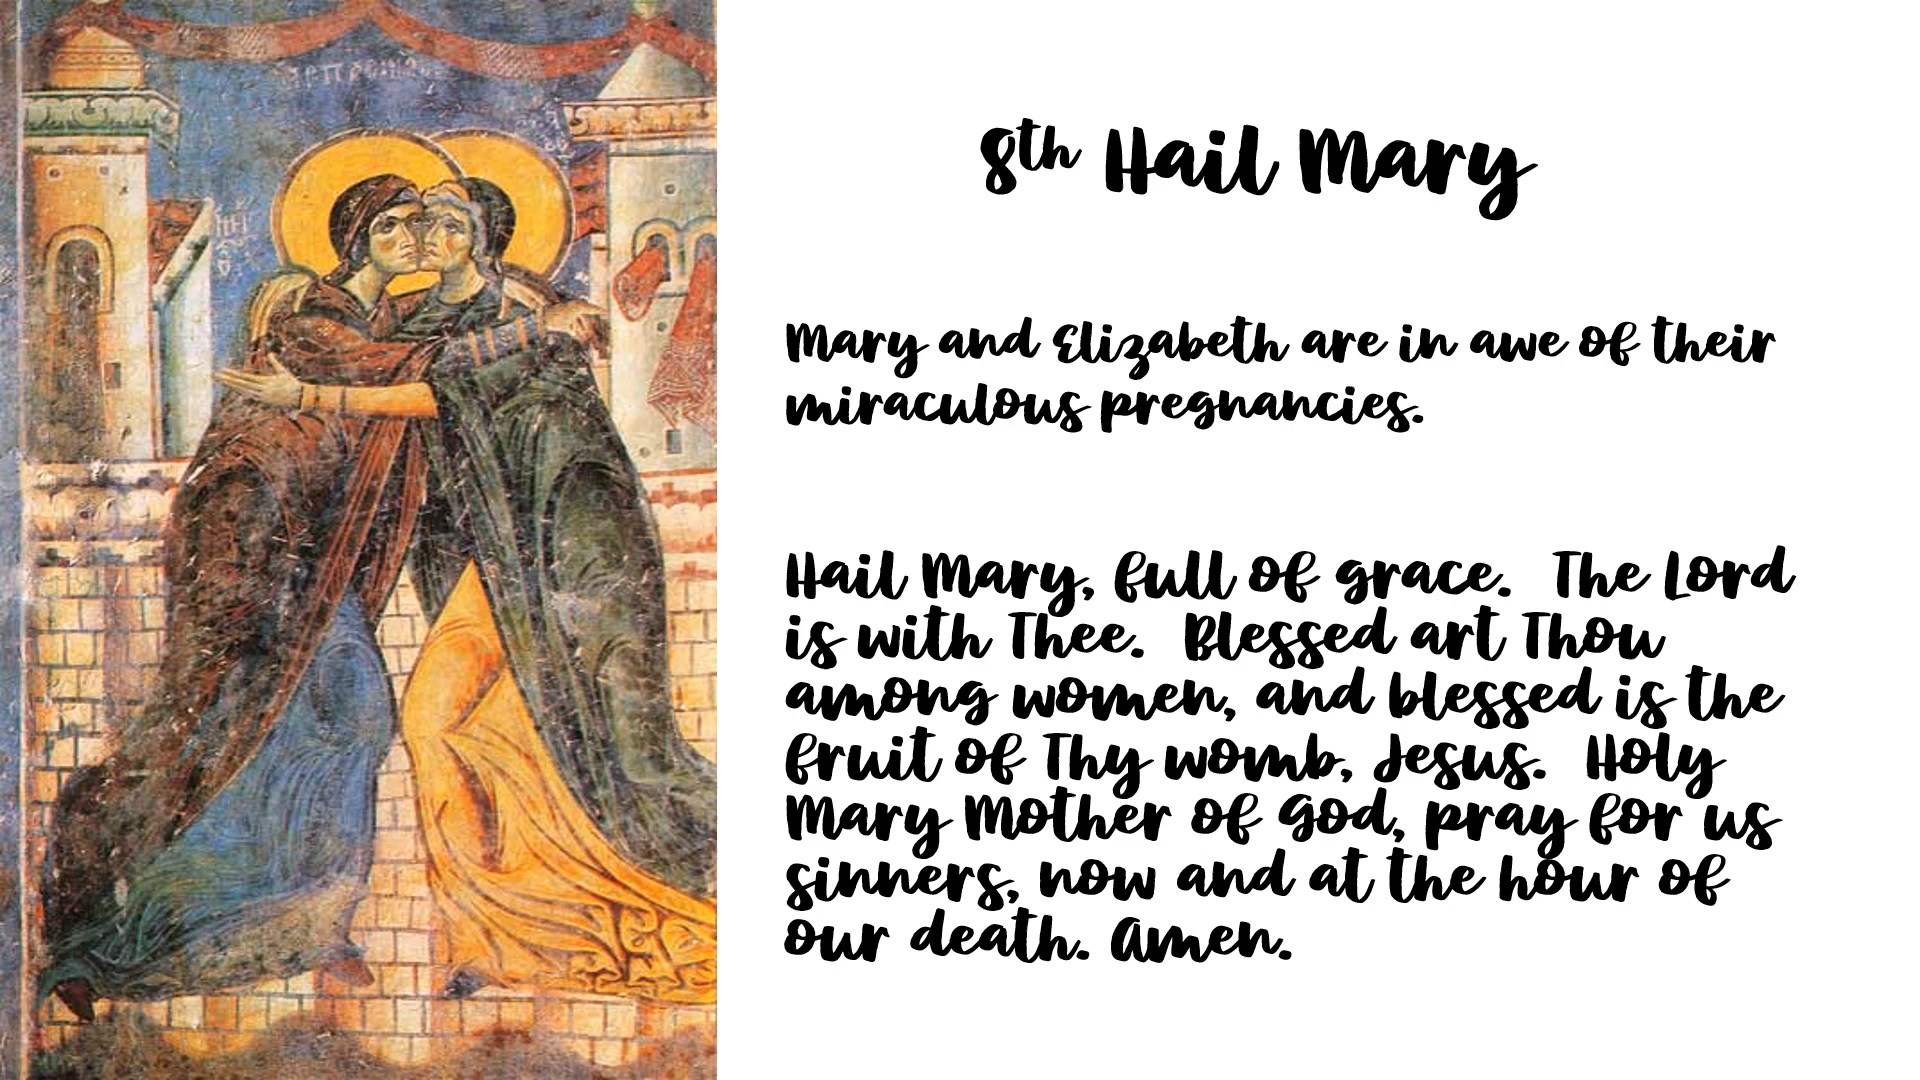 8th Hail Mary
Mary and Elizabeth are in awe of their
miraculous pregnancies.
Hail Mary, full of grace.  The Lord
is with Thee.  Blessed art Thou
among women, and blessed is the
fruit of Thy womb, Jesus.  Holy
Mary Mother of God, pray for us
sinners, now and at the hour of
our death. Amen.